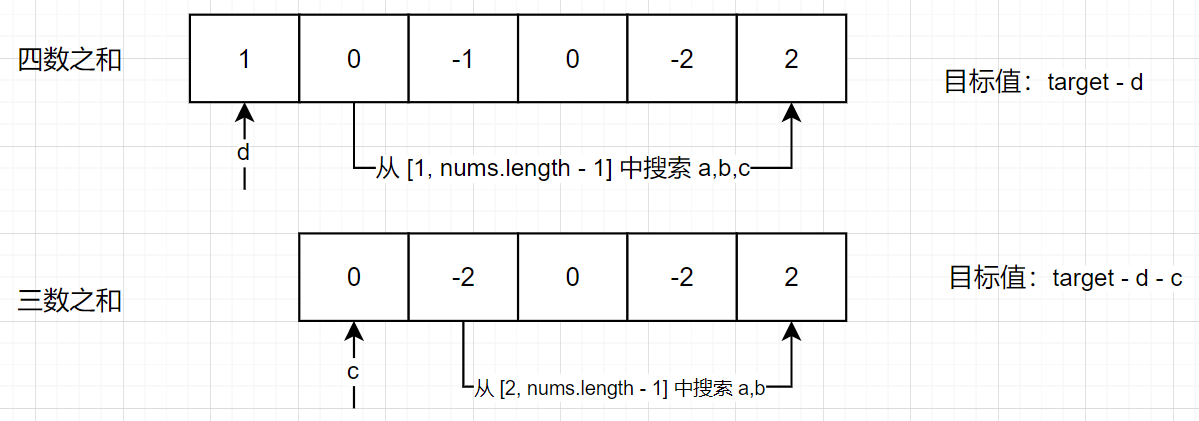 四数之和
1 0 -1 0 -2 2
目标值：target - d
d
从 [1, nums.length - 1] 中搜索 a,b,c
三数之和
0 -2 0 -2 2
目标值：target - d - c
c
从 [2, nums.length - 1] 中搜索 a,b